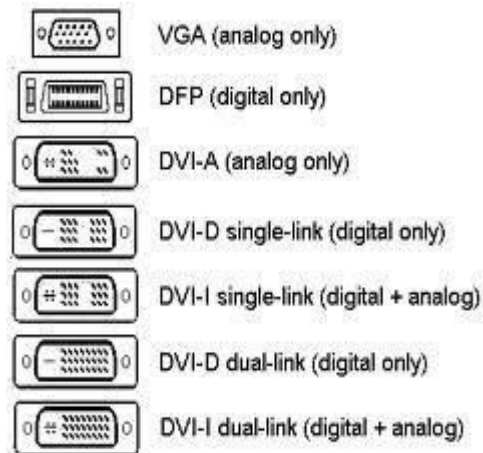 VGA (analog only)
DFP (digital only)
DVI-A (analog only)
DVI-D single-link (digital only)
DVI-I single-link (digital + analog)
DVI-D dual-link (digital only)
DVI-I dual-link (digital + analog)